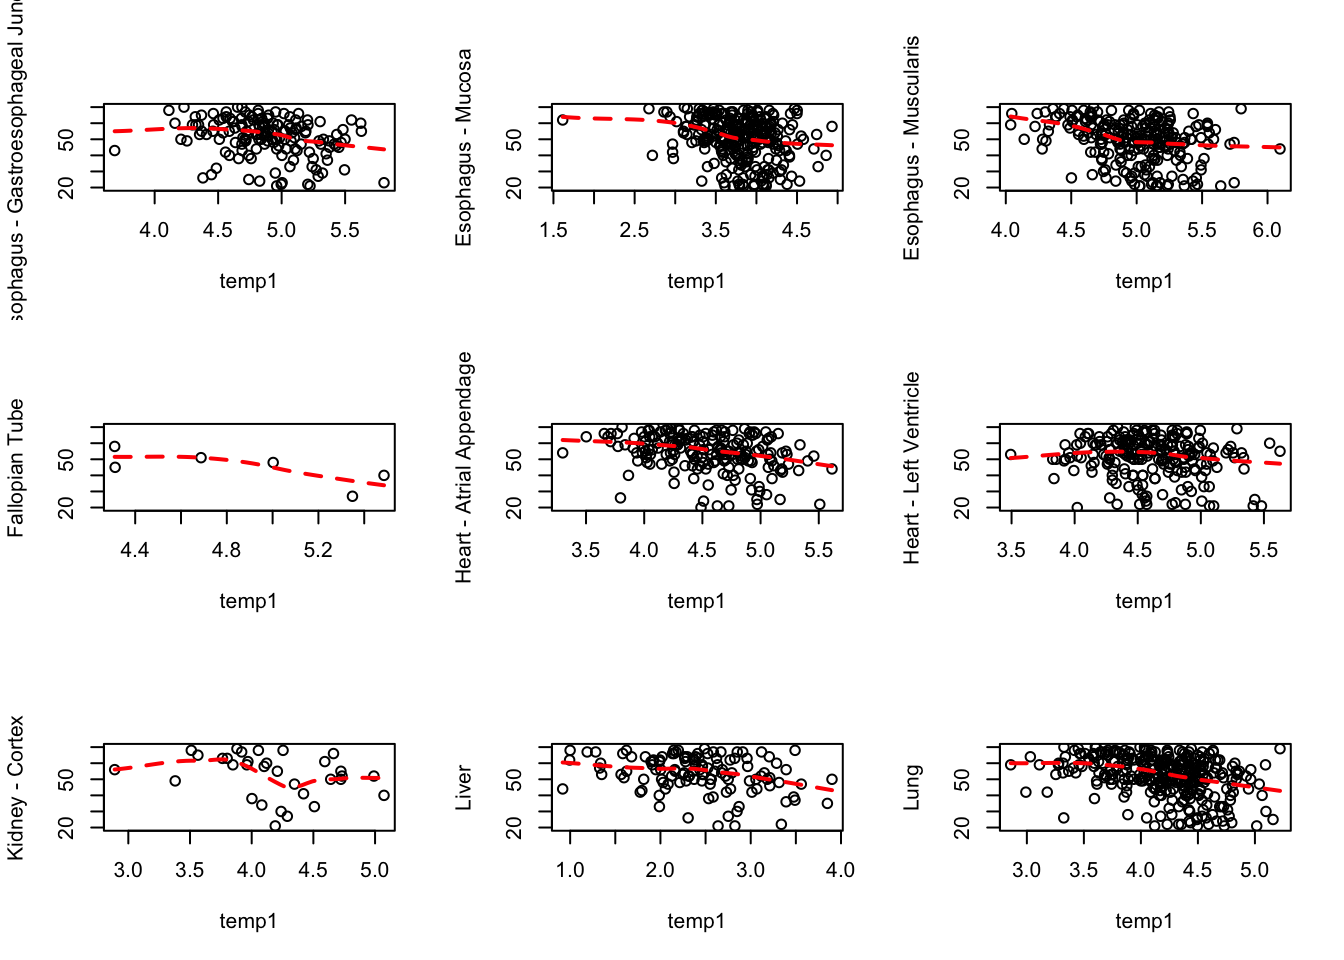 sophagus - Gastroesophageal Junc
50
20
4.0 4.5 5.0 5.5
temp1
Esophagus - Mucosa
50
20
1.5 2.5 3.5 4.5
temp1
Esophagus - Muscularis
50
20
4.0 4.5 5.0 5.5 6.0
temp1
Fallopian Tube
50
20
4.4 4.8 5.2
temp1
Heart - Atrial Appendage
50
20
3.5 4.0 4.5 5.0 5.5
temp1
Heart - Left Ventricle
50
20
3.5 4.0 4.5 5.0 5.5
temp1
Kidney - Cortex
50
20
3.0 3.5 4.0 4.5 5.0
temp1
Liver
50
20
1.0 2.0 3.0 4.0
temp1
Lung
50
20
3.0 3.5 4.0 4.5 5.0
temp1